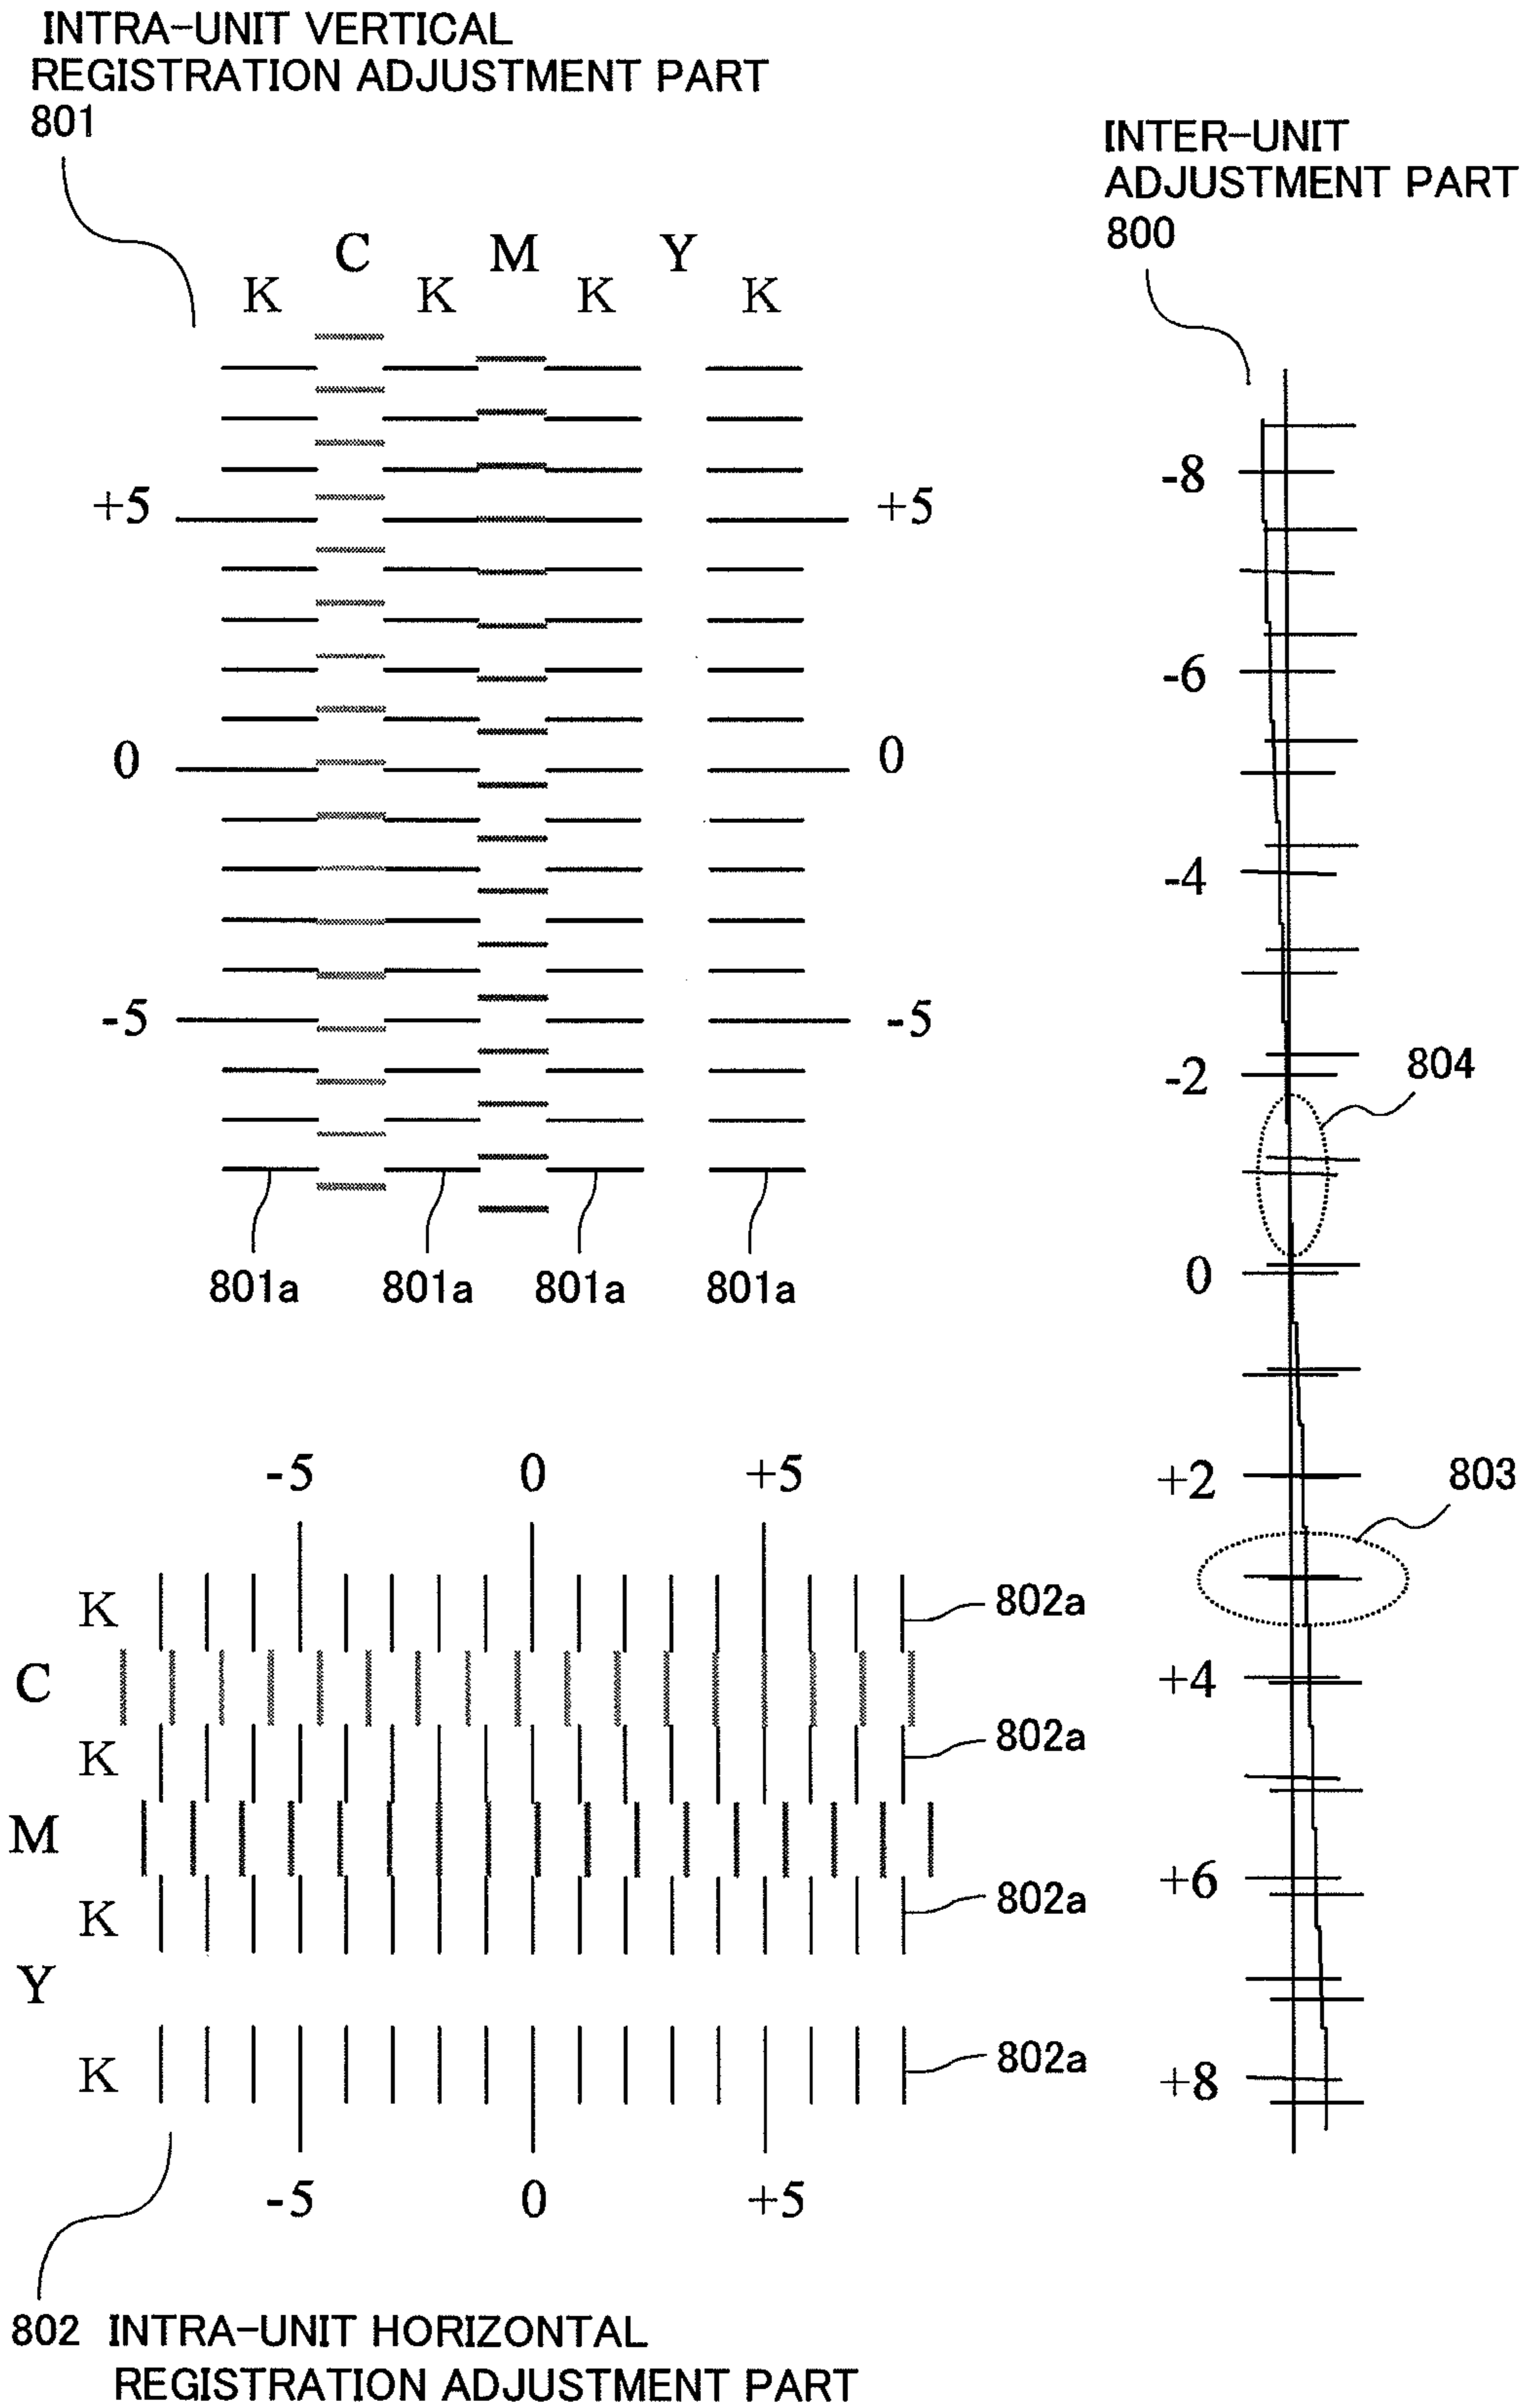 INTRA-UNIT VERTICAL
REGISTRATION ADJUSTMENT PART
801
C M Y
K K K K
+5 +5
0 0
-5 -5
801a 801a 801a 801a
INTER-UNIT
ADJUSTMENT PART
800
-8
-6
-4
-2
804
0
+2
803
+4
+6
+8
-5 0 +5
K 802a
C
K 802a
M
K 802a
Y
K 802a
-5 0 +5
802 INTRA-UNIT HORIZONTAL
REGISTRATION ADJUSTMENT PART